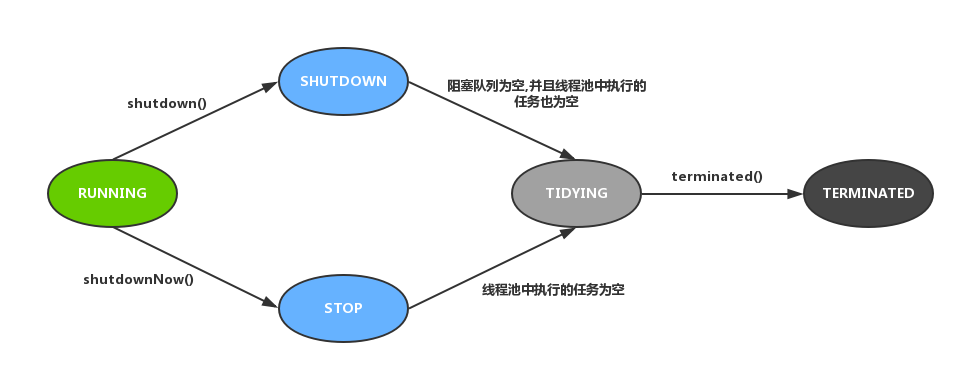 SHUTDOWN
阻塞队列为空,并且线程池中执行的
任务也为空
shutdown()
terminated()
RUNNING
TIDYING
TERMINATED
shutdownNow()
线程池中执行的任务为空
STOP